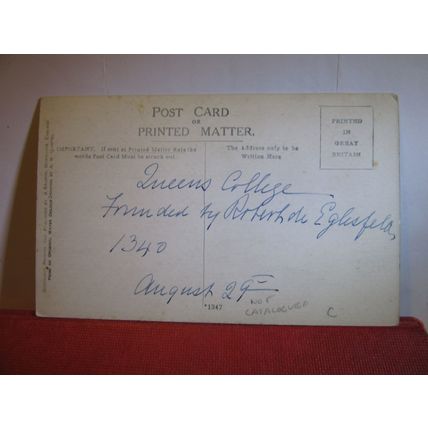 POST CARD
OR
PRINTED MATTER.
PRINTED
IN
GREAT
BRITAIN
IMPORTANT. If sent at Printed Matter Rate the
words Post Card Must be struck out.
The Address only to be
Written Here
Queens College
Founded by Robert de Eglesfeld
1340
August 29
*1347
NOT
CATALOGUED
C